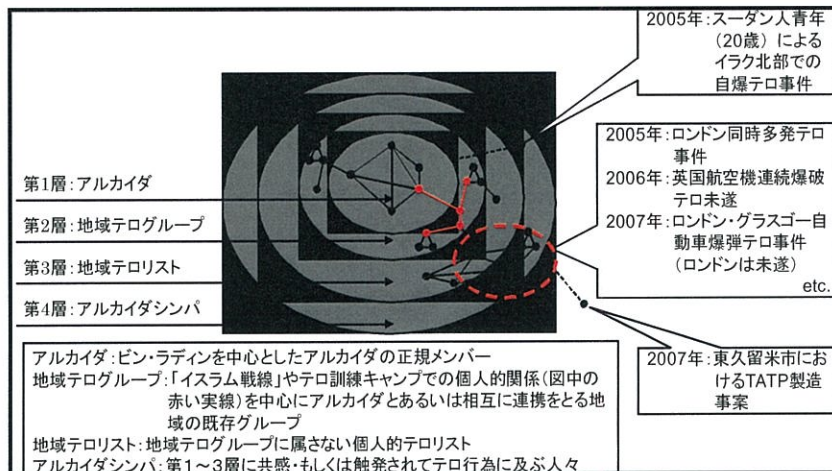 2005年：スーダン人青年
（20歳）による
イラク北部での
自爆テロ事件
2005年：ロンドン同時多発テロ
事件
2006年：英国航空機連続爆破
テロ未遂
2007年：ロンドン・グラスゴー自
動車爆弾テロ事件
（ロンドンは未遂）
etc.
第1層：アルカイダ
第2層：地域テログループ
第3層：地域テロリスト
第4層：アルカイダシンパ
2007年：東久留米市にお
けるTATP製造
事案
アルカイダ：ビン・ラディンを中心としたアルカイダの正規メンバー
地域テログループ：「イスラム戦線」やテロ訓練キャンプでの個人的関係（図中の
赤い実線）を中心にアルカイダとあるいは相互に連携をとる地
域の既存グループ
地域テロリスト：地域テログループに属さない個人的テロリスト
アルカイダシンパ：第1～3層に共感・もしくは触発されてテロ行為に及ぶ人々